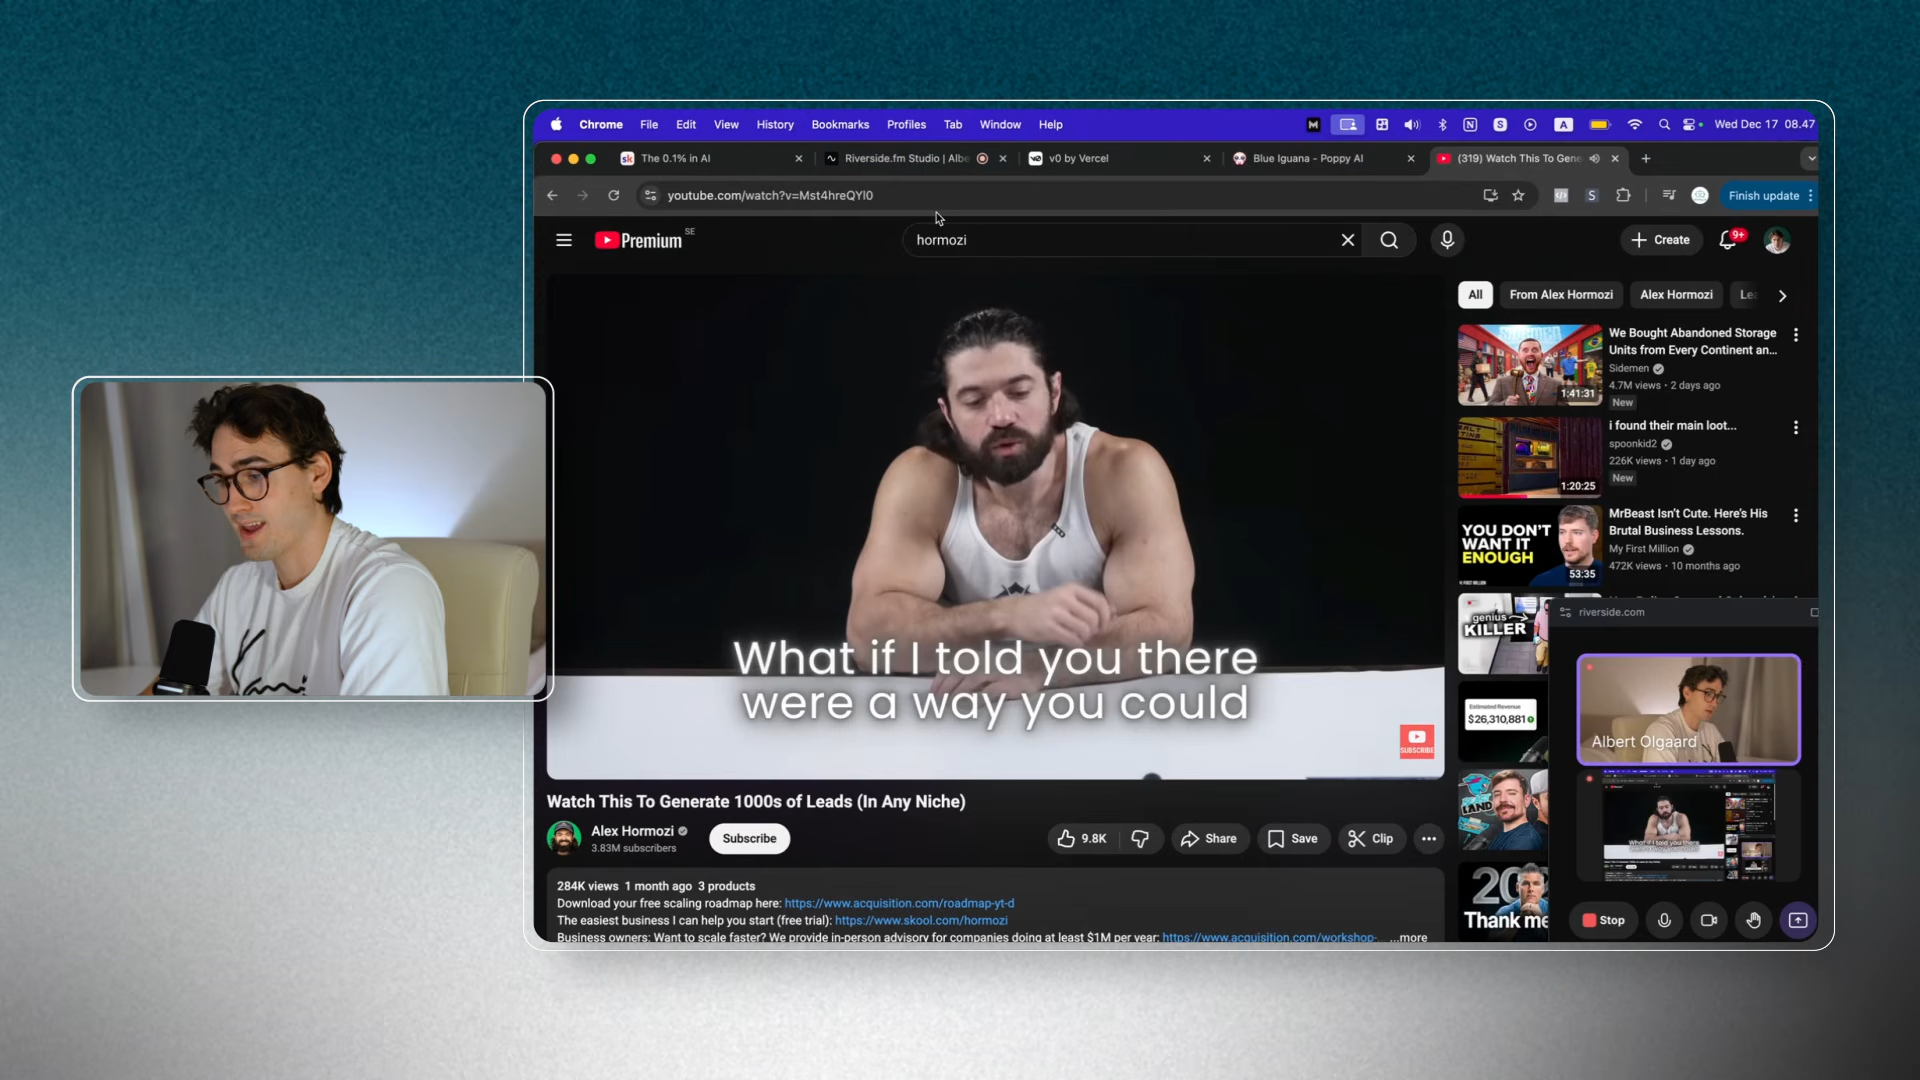 Chrome File Edit View History Bookmarks Profiles Tab Window Help
Wed Dec 17 08.47
The 0.1% in AI
Riverside.fm Studio | Albe
v0 by Vercel
Blue Iguana - Poppy AI
(319) Watch This To Gene
youtube.com/watch?v=Mst4hreQYl0
Finish update
Premium SE
hormozi
Create
9+
All
From Alex Hormozi
Alex Hormozi
Le
What if I told you there
were a way you could
SUBSCRIBE
Watch This To Generate 1000s of Leads (In Any Niche)
Alex Hormozi
3.83M subscribers
Subscribe
9.8K
Share
Save
Clip
284K views 1 month ago 3 products
Download your free scaling roadmap here: https://www.acquisition.com/roadmap-yt-d
The easiest business I can help you start (free trial): https://www.skool.com/hormozi
Business owners: Want to scale faster? We provide in-person advisory for companies doing at least $1M per year: https://www.acquisition.com/workshop-... ...more
We Bought Abandoned Storage
Units from Every Continent an...
Sidemen
4.7M views • 2 days ago
New
1:41:31
i found their main loot...
spoonkid2
226K views • 1 day ago
New
1:20:25
YOU DON'T
WANT IT
ENOUGH
53:35
MrBeast Isn't Cute. Here's His
Brutal Business Lessons.
My First Million
472K views • 10 months ago
genius
KILLER
Estimated Revenue
$26,310,881
LAND
Thank me
riverside.com
Albert Olgaard
Stop